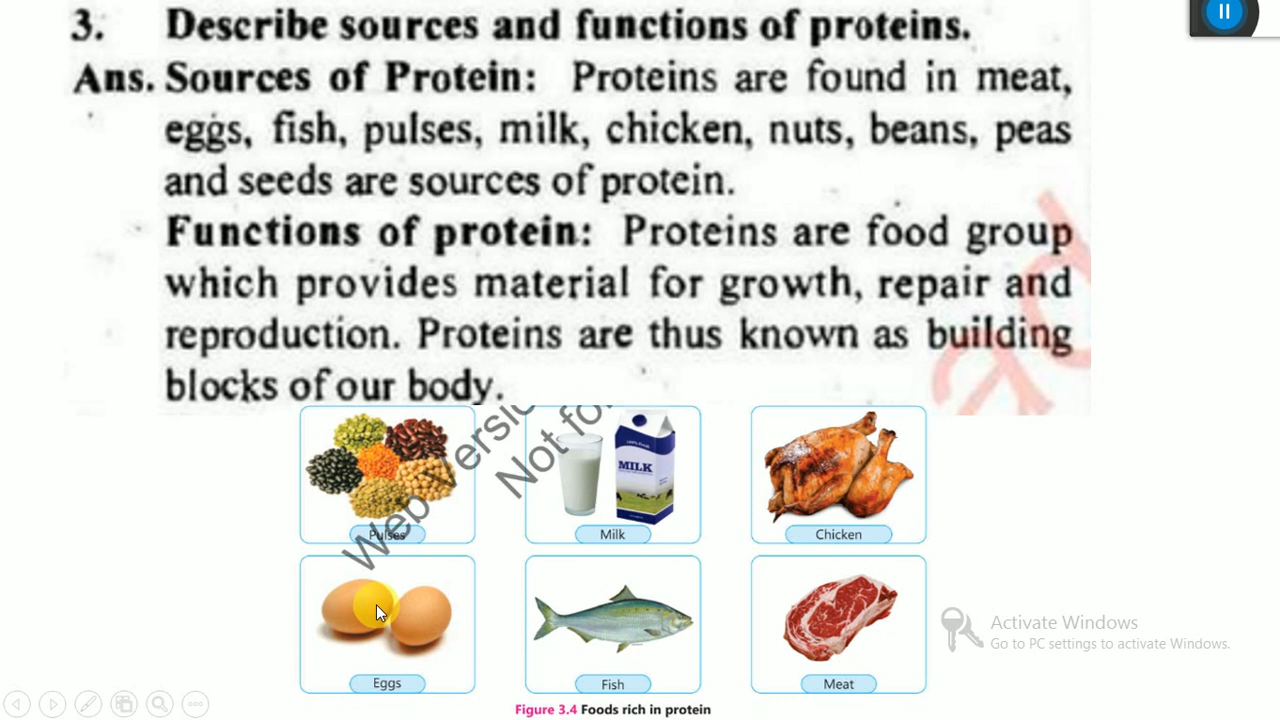 3. Describe sources and functions of proteins.
Ans. Sources of Protein: Proteins are found in meat,
eggs, fish, pulses, milk, chicken, nuts, beans, peas
and seeds are sources of protein.
Functions of protein: Proteins are food group
which provides material for growth, repair and
reproduction. Proteins are thus known as building
blocks of our body.
Web Versio
Not fo
MILK
Pulses Milk Chicken
Eggs Fish Meat
Figure 3.4 Foods rich in protein
Activate Windows
Go to PC settings to activate Windows.